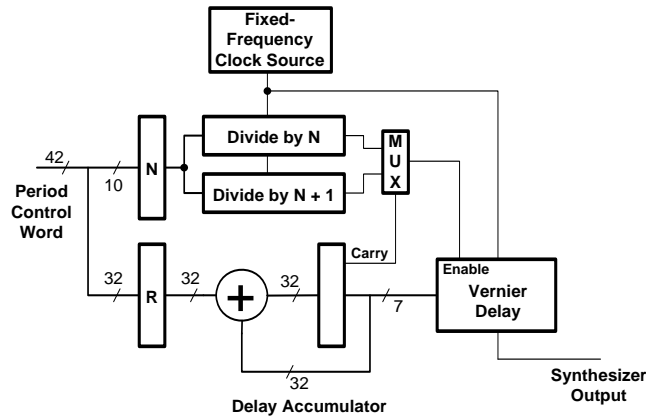 Fixed-
Frequency
Clock Source
Divide by N
M
U
X
42
10
N
Period
Control
Word
Divide by N + 1
Carry
32
R
32
+
32
7
Enable
Vernier
Delay
32
Delay Accumulator
Synthesizer
Output